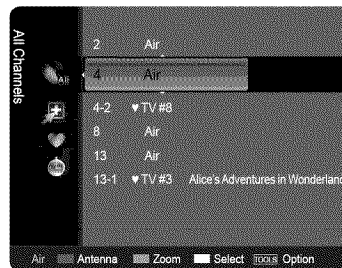 All Channels
All
2 Air
4 Air
4-2 ♥ TV #8
8 Air
13 Air
13-1 ♥ TV #3 Alice's Adventures in Wonderland
Air Antenna Zoom Select TOOLS Option